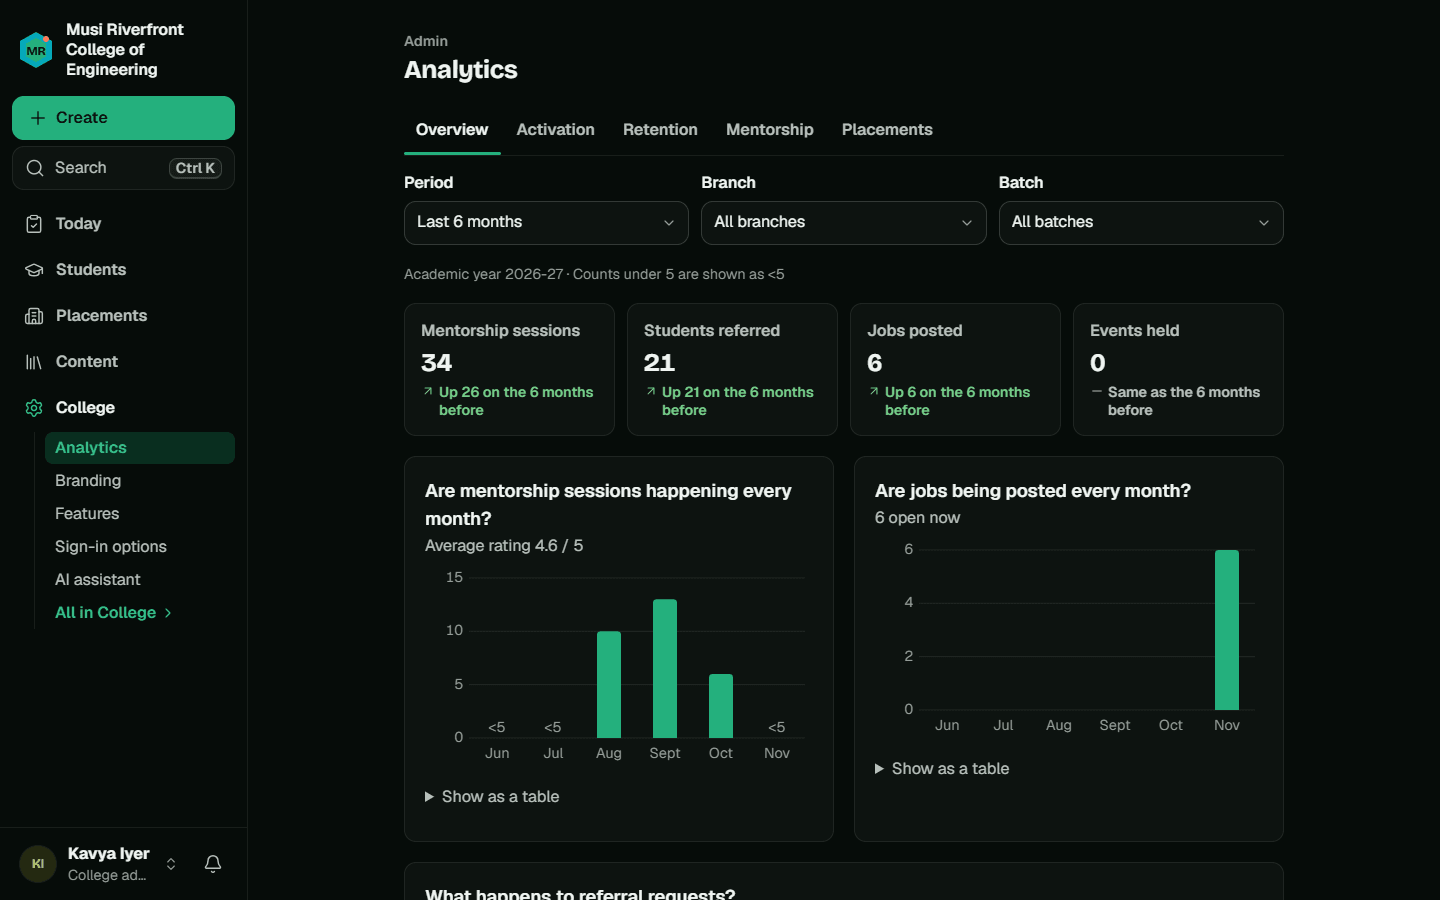 MR
Musi Riverfront
College of
Engineering
Create
Search
Ctrl K
Today
Students
Placements
Content
College
Analytics
Branding
Features
Sign-in options
AI assistant
All in College
KI
Kavya Iyer
College ad...
Admin
Analytics
Overview
Activation
Retention
Mentorship
Placements
Period
Branch
Batch
Last 6 months
All branches
All batches
Academic year 2026-27 · Counts under 5 are shown as <5
Mentorship sessions
34
Up 26 on the 6 months
before
Students referred
21
Up 21 on the 6 months
before
Jobs posted
6
Up 6 on the 6 months
before
Events held
0
Same as the 6 months
before
Are mentorship sessions happening every
month?
Average rating 4.6 / 5
15
10
5
0
<5
<5
<5
Jun
Jul
Aug
Sept
Oct
Nov
Show as a table
Are jobs being posted every month?
6 open now
6
4
2
0
Jun
Jul
Aug
Sept
Oct
Nov
Show as a table
What happens to referral requests?